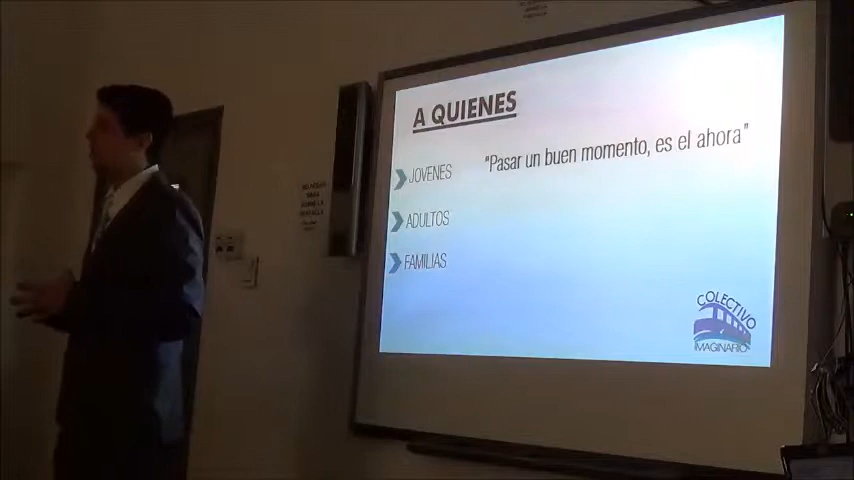 A QUIENES
"Pasar un buen momento, es el ahora"
JOVENES
ADULTOS
FAMILIAS
COLECTIVO
IMAGINARIO